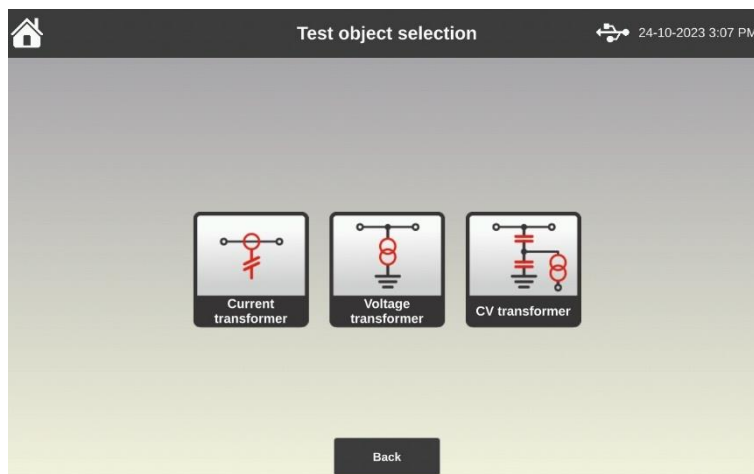 Test object selection
24-10-2023 3:07 PM
Current
transformer
Voltage
transformer
CV transformer
Back